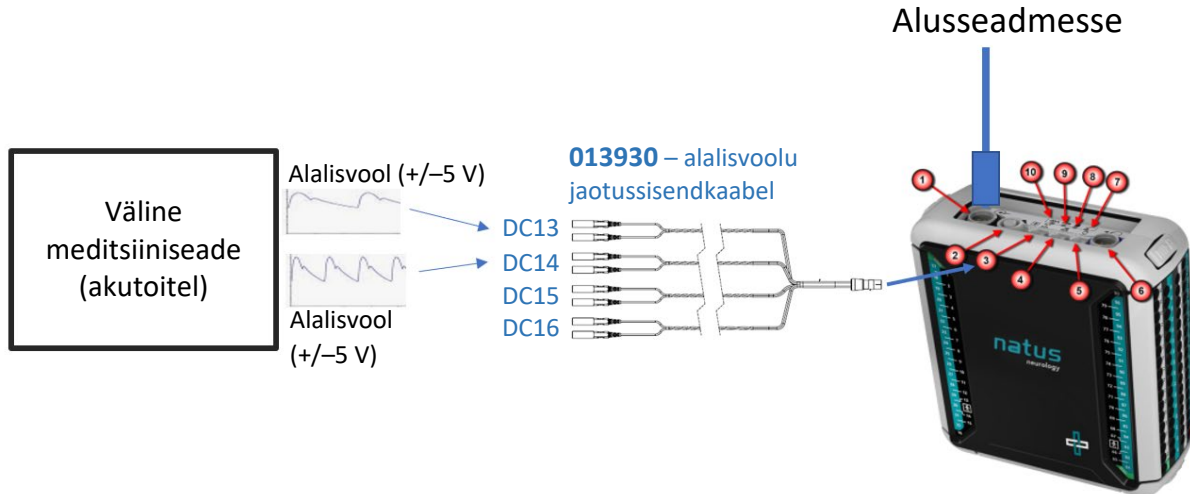 Alusseadmesse
Väline
meditsiiniseade
(akutoitel)
Alalisvool (+/–5 V)
Alalisvool
(+/–5 V)
013930 – alalisvoolu
jaotussisendkaabel
DC13
DC14
DC15
DC16
1
10
9
8
7
2
3
4
5
6
natus
neurology